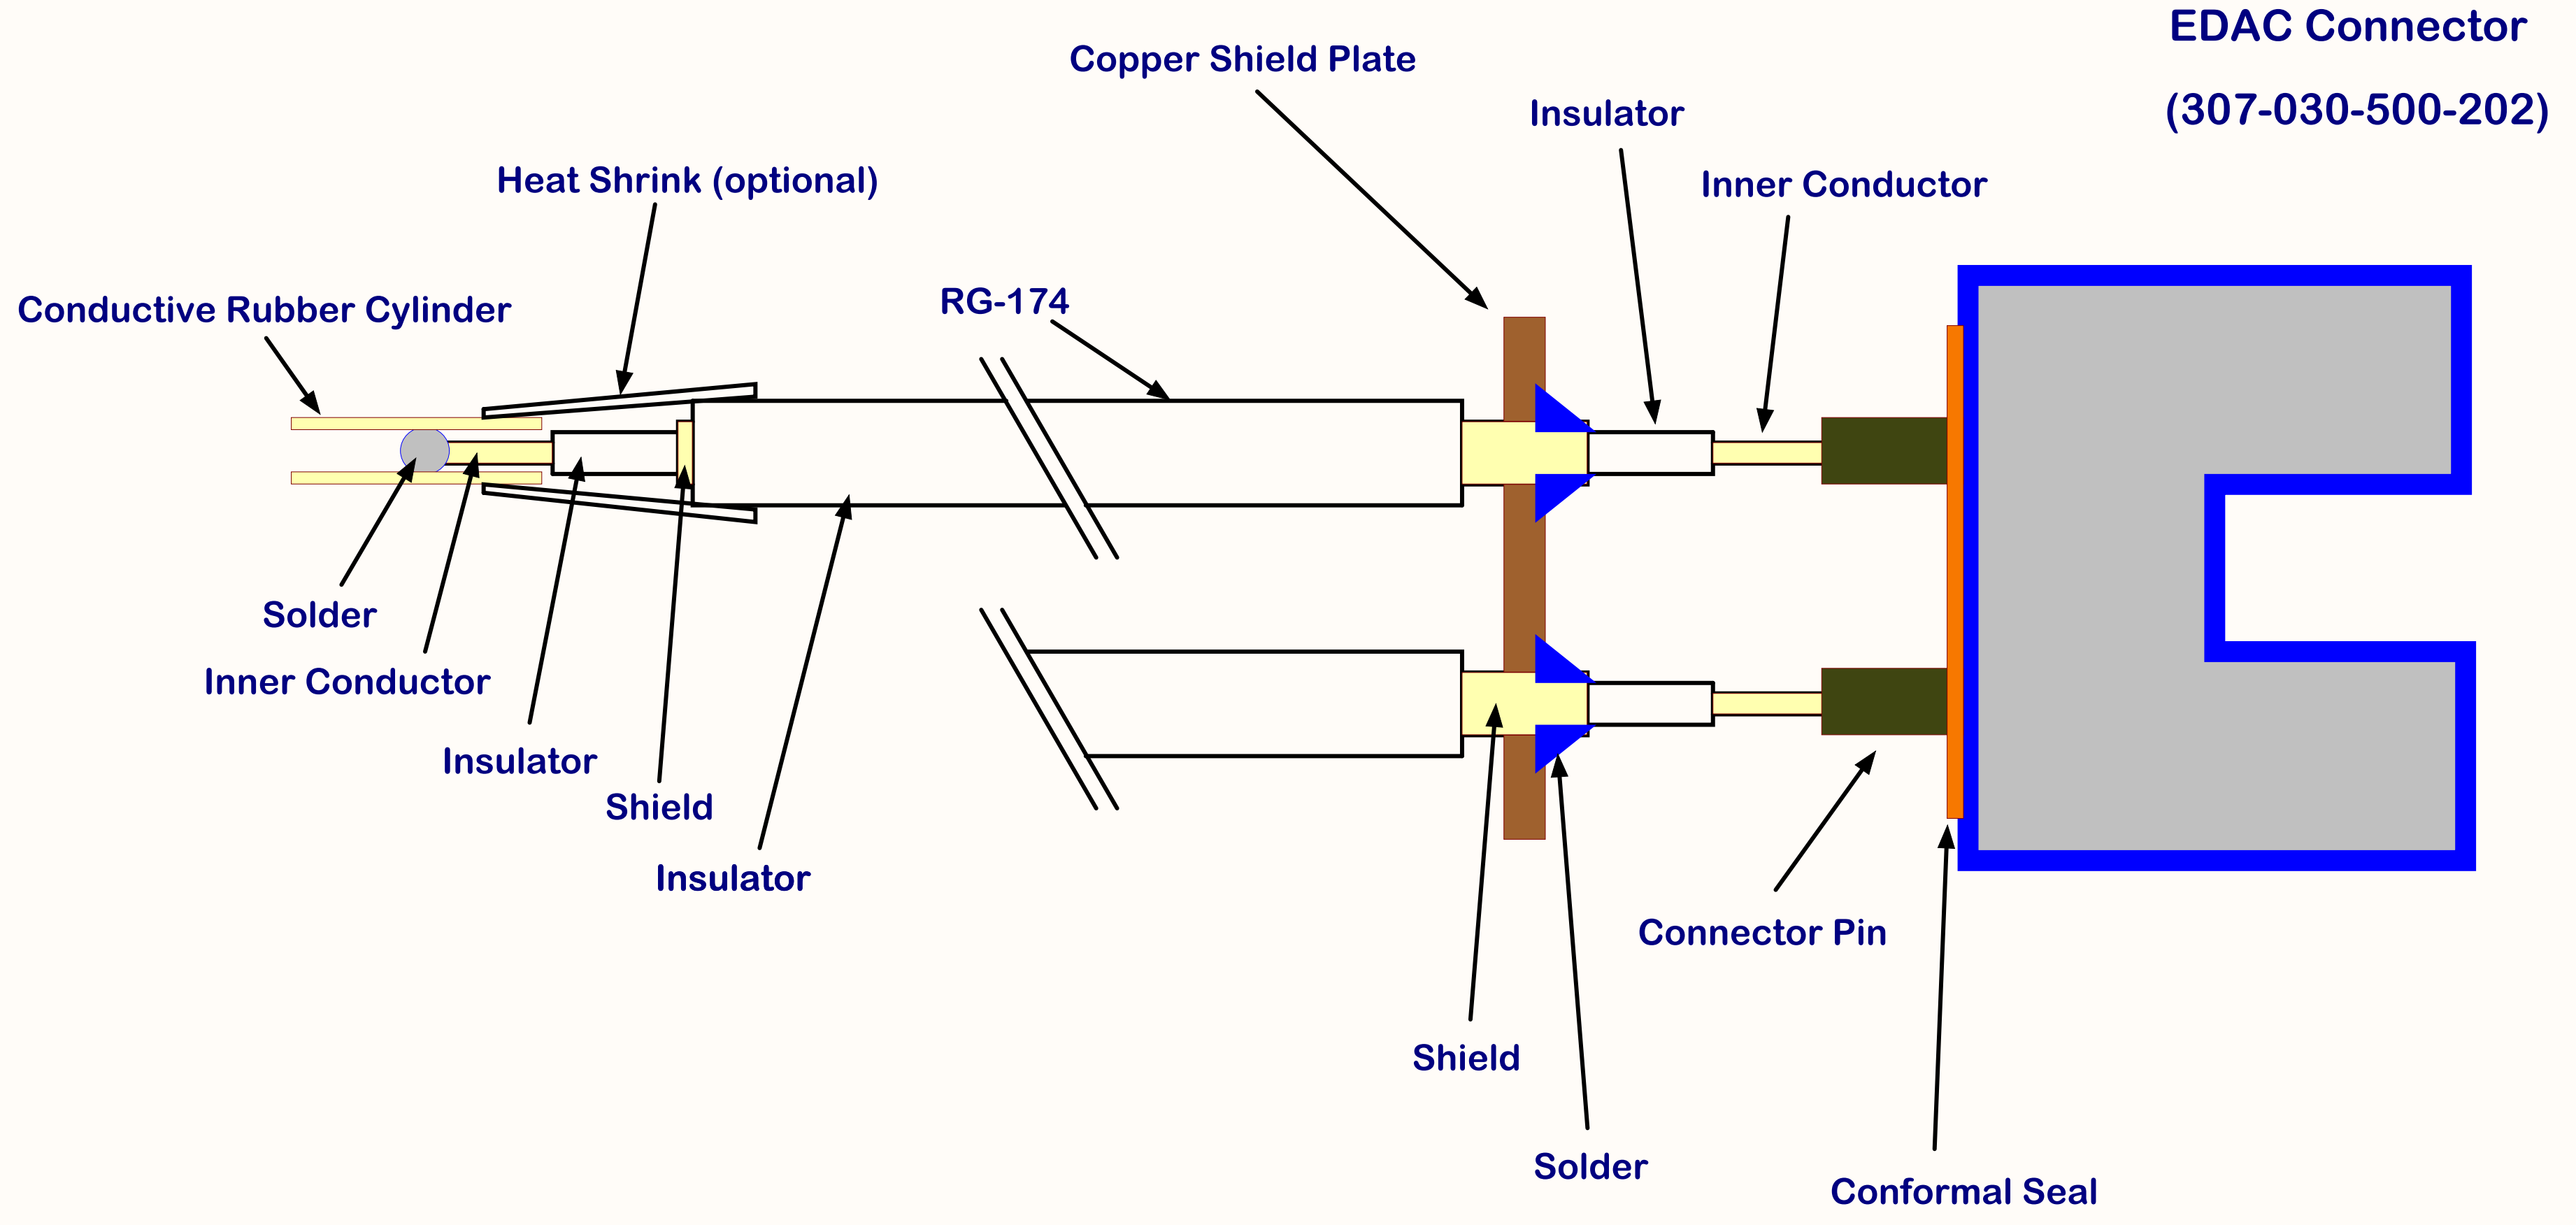 EDAC Connector
(307-030-500-202)
Copper Shield Plate
Insulator
Heat Shrink (optional)
Inner Conductor
RG-174
Conductive Rubber Cylinder
Solder
Inner Conductor
Insulator
Shield
Insulator
Connector Pin
Shield
Solder
Conformal Seal